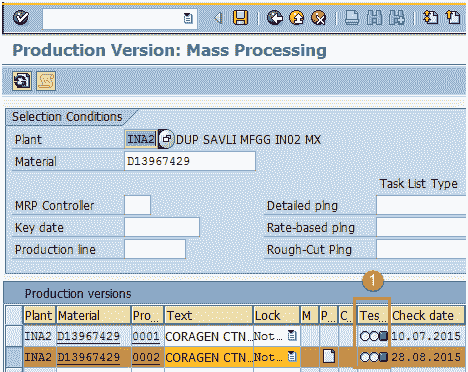 Production Version: Mass Processing
Selection Conditions
Plant INA2 DUP SAVLI MFGG IN02 MX
Material D13967429
Task List Type
MRP Controller Detailed plng
Key date Rate-based plng
Production line Rough-Cut Plng
1
Production versions
Plant Material Pro... Text Lock M P.. C.. Tes... Check date
INA2 D13967429 0001 CORAGEN CTN... Not... 10.07.2015
INA2 D13967429 0002 CORAGEN CTN... Not... 28.08.2015